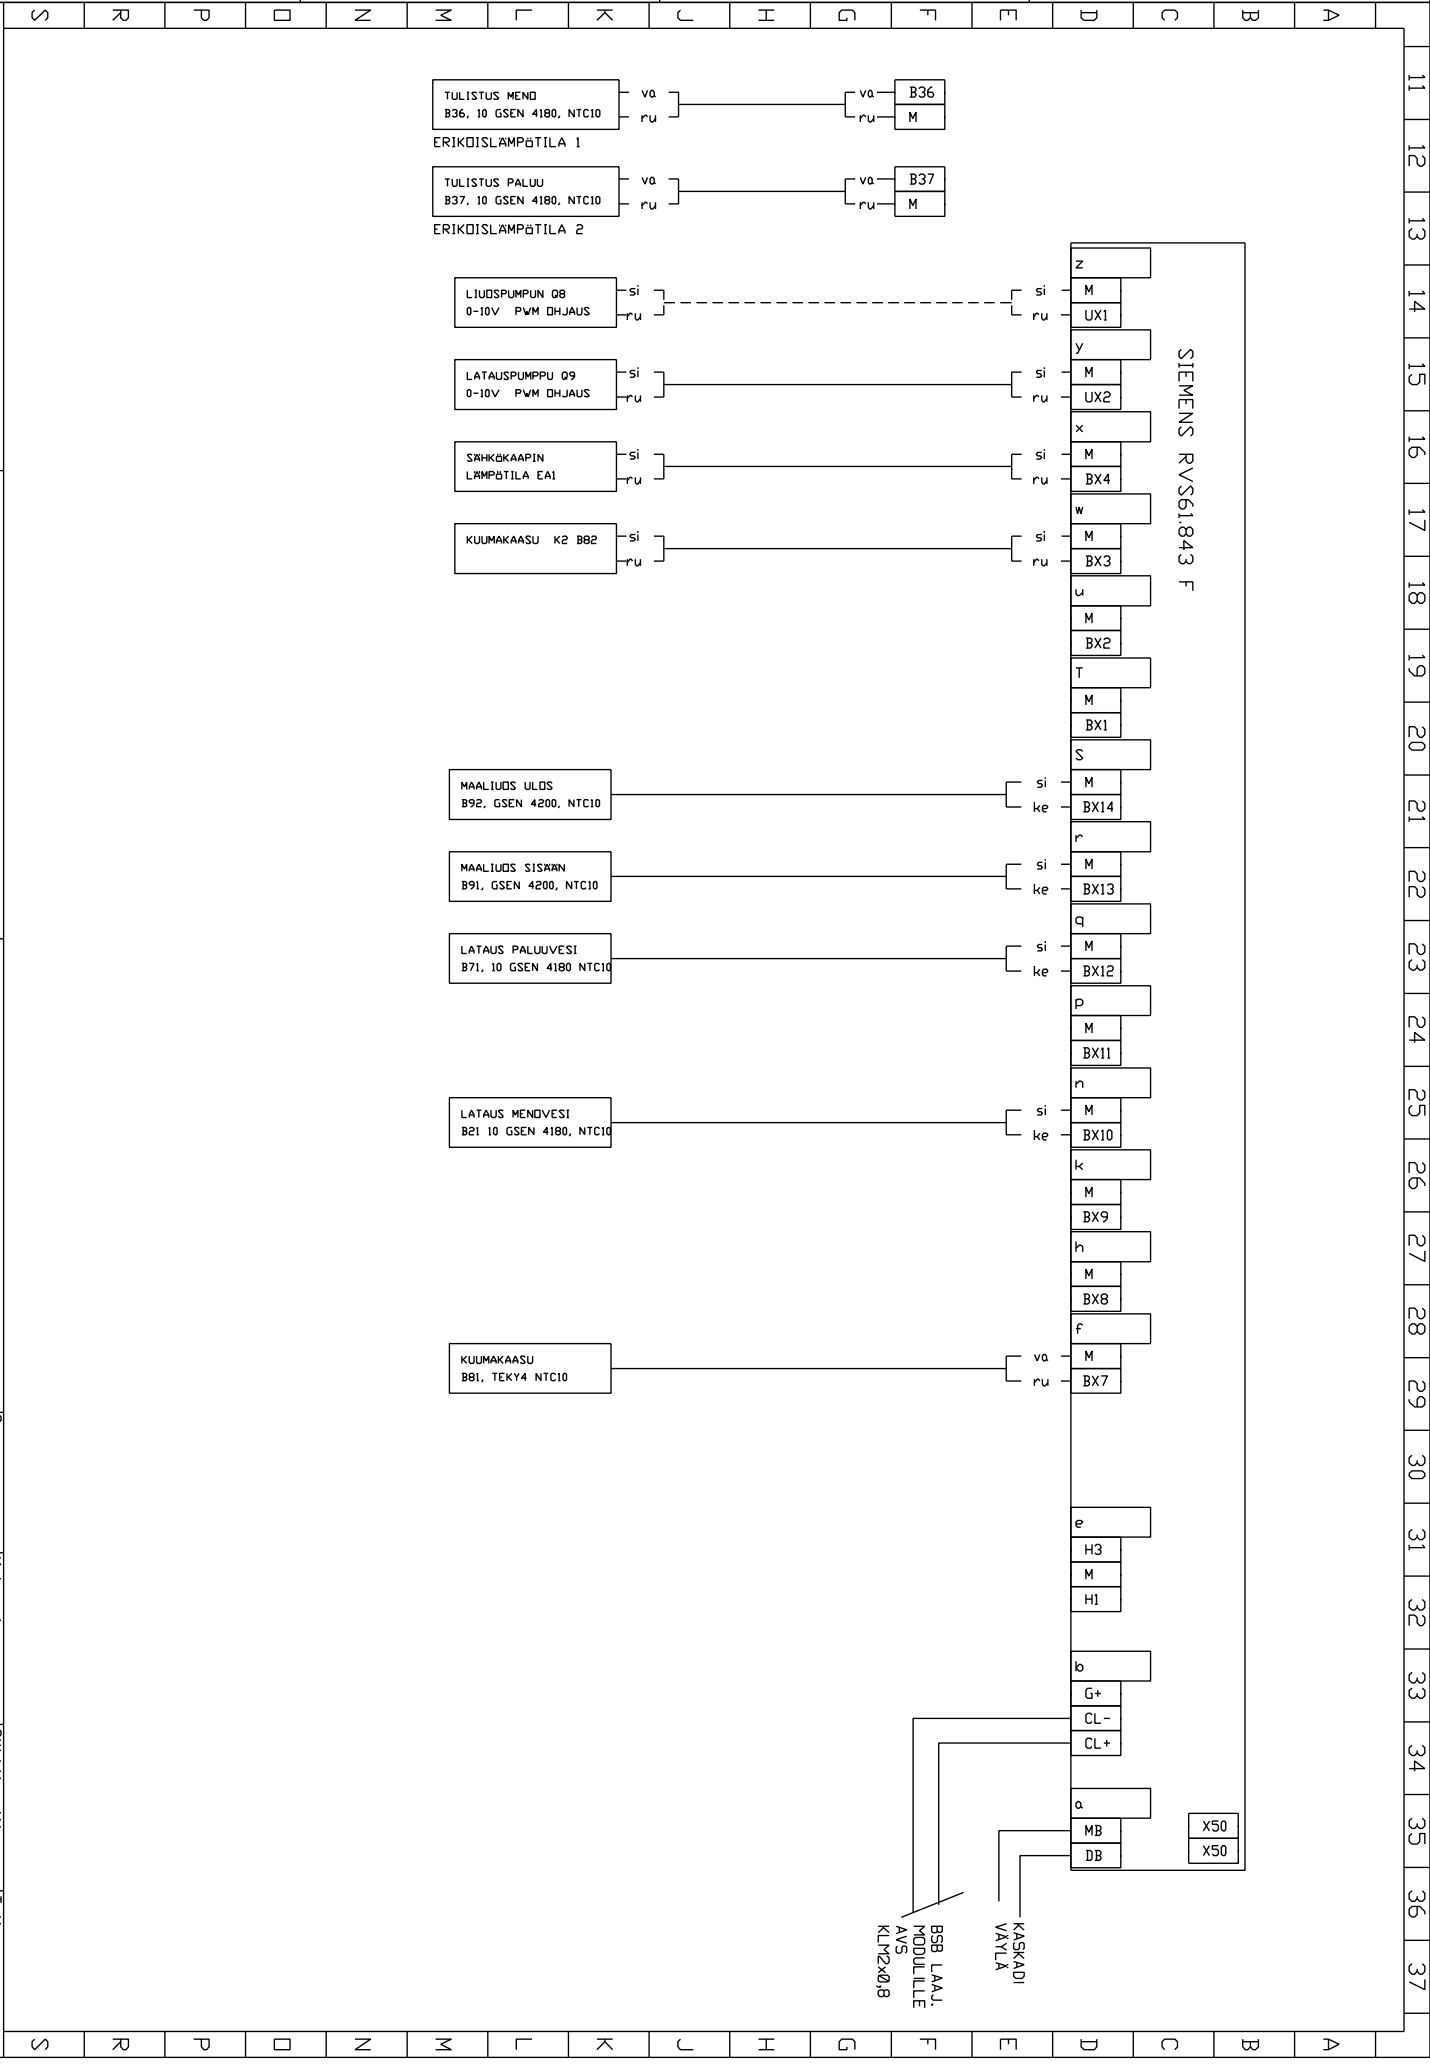 S R P O N M L K J H G F E D C B A
11
12
13
14
15
16
17
18
19
20
21
22
23
24
25
26
27
28
29
30
31
32
33
34
35
36
37
TULISTUS MENO
B36, 10 GSEN 4180, NTC10
va va B36
ru ru M
ERIKOISLÄMPÖTILA 1
TULISTUS PALUU
B37, 10 GSEN 4180, NTC10
va va B37
ru ru M
ERIKOISLÄMPÖTILA 2
SIEMENS RVS61.843 F
z
LIUOSPUMPUN Q8
0-10V PWM OHJAUS
si si M
ru ru UX1
y
LATAUSPUMPPU Q9
0-10V PWM OHJAUS
si si M
ru ru UX2
x
SÄHKÖKAAPIN
LÄMPÖTILA EA1
si si M
ru ru BX4
w
KUUMAKAASU K2 B82
si si M
ru ru BX3
u
M
BX2
T
M
BX1
S
MAALIUOS ULOS
B92, GSEN 4200, NTC10
si M
ke BX14
r
MAALIUOS SISÄÄN
B91, GSEN 4200, NTC10
si M
ke BX13
q
LATAUS PALUUVESI
B71, 10 GSEN 4180 NTC10
si M
ke BX12
p
M
BX11
n
LATAUS MENOVESI
B21 10 GSEN 4180, NTC10
si M
ke BX10
k
M
BX9
h
M
BX8
f
KUUMAKAASU
B81, TEKY4 NTC10
va M
ru BX7
e
H3
M
H1
b
G+
CL-
CL+
a
MB
DB
X50
X50
KASKADI
VÄYLÄ
BSB LAAJ.
MODULILLE
AVS
KLM2x0,8
S R P O N M L K J H G F E D C B A